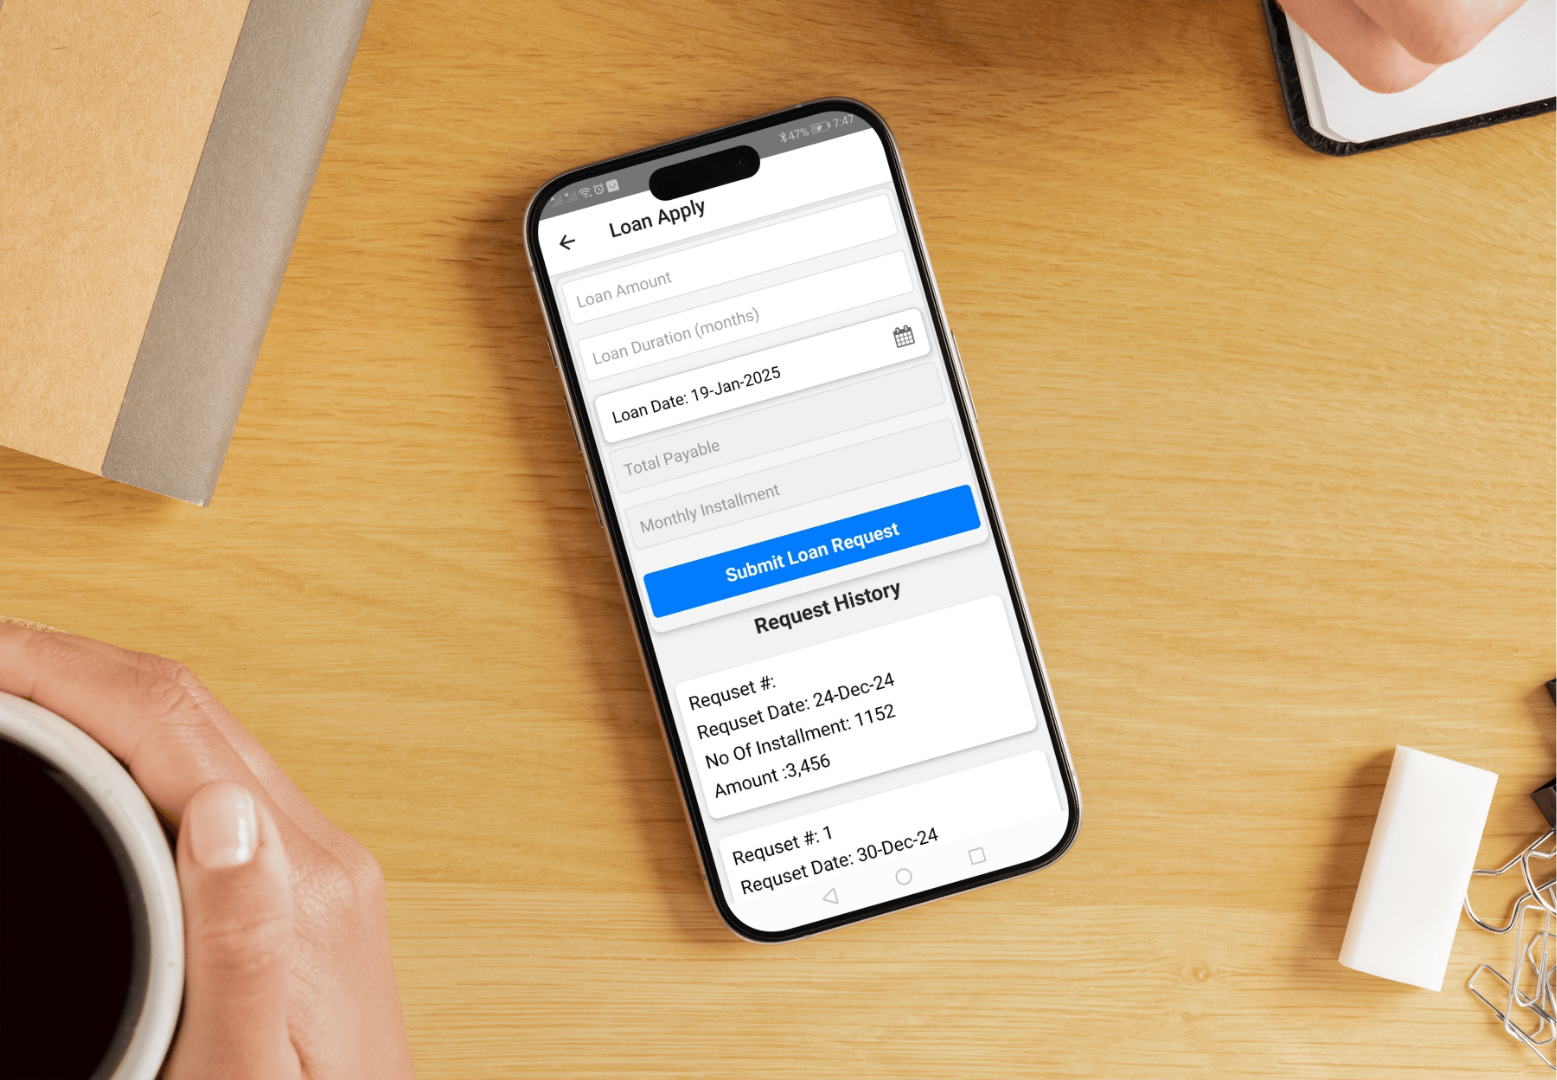 47% 7:47
Loan Apply
Loan Amount
Loan Duration (months)
Loan Date: 19-Jan-2025
Total Payable
Monthly Installment
Submit Loan Request
Request History
Requset #:
Requset Date: 24-Dec-24
No Of Installment: 1152
Amount :3,456
Requset #: 1
Requset Date: 30-Dec-24